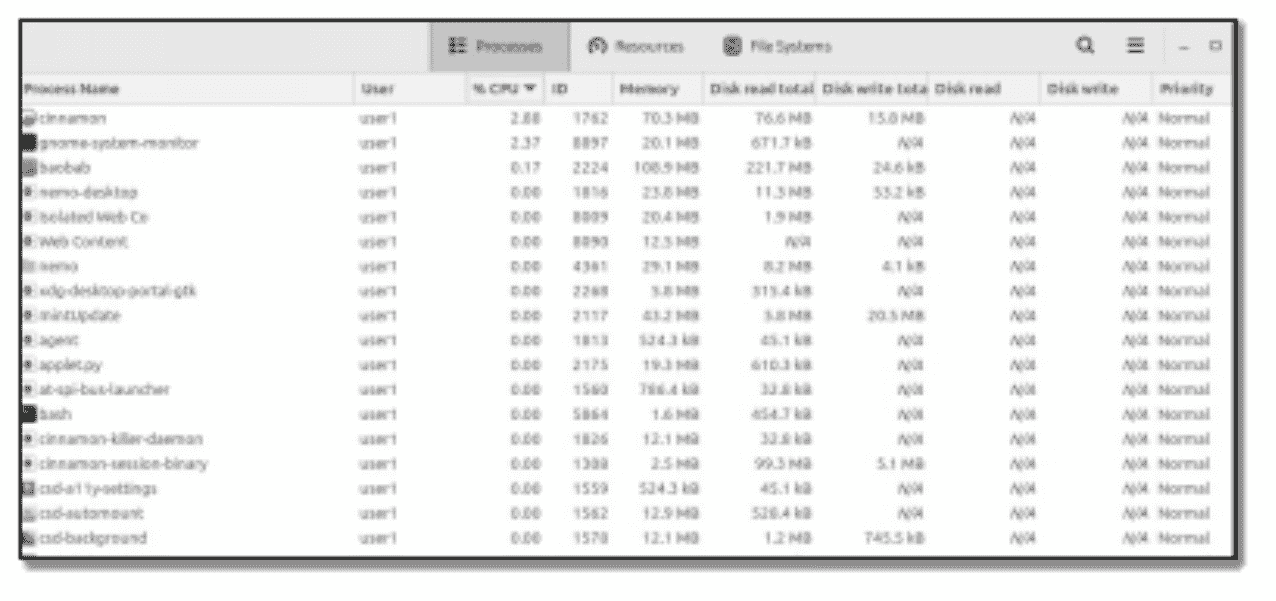 Processes Resources File Systems
Process Name User % CPU ID Memory Disk read total Disk write tota Disk read Disk write Priority
cinnamon user1 2.88 1762 70.3 MB 76.6 MB 15.8 MB N/A N/A Normal
gnome-system-monitor user1 2.37 8897 20.1 MB 671.7 kB N/A N/A N/A Normal
baobab user1 0.17 2224 108.9 MB 221.7 MB 24.6 kB N/A N/A Normal
nemo-desktop user1 0.00 1816 23.8 MB 11.3 MB 53.2 kB N/A N/A Normal
Isolated Web Co user1 0.00 8009 20.4 MB 1.9 MB N/A N/A N/A Normal
Web Content user1 0.00 8090 12.5 MB N/A N/A N/A N/A Normal
nemo user1 0.00 4361 29.1 MB 8.2 MB 4.1 kB N/A N/A Normal
xdg-desktop-portal-gtk user1 0.00 2268 MB 315.4 kB N/A N/A N/A Normal
mintUpdate user1 0.00 2117 43.2 MB MB 20.5 MB N/A N/A Normal
agent user1 0.00 1813 524.3 kB 45.1 kB N/A N/A N/A Normal
applet.py user1 0.00 2175 19.3 MB 610.3 kB N/A N/A N/A Normal
at-spi-bus-launcher user1 0.00 1560 786.4 kB 32.8 kB N/A N/A N/A Normal
bash user1 0.00 5864 1.6 MB 454.7 kB N/A N/A N/A Normal
cinnamon-killer-daemon user1 0.00 1826 12.1 MB 32.8 kB N/A N/A N/A Normal
cinnamon-session-binary user1 0.00 2.5 MB 99.3 MB 5.1 MB N/A N/A Normal
csd-a11y-settings user1 0.00 1559 524.3 kB 45.1 kB N/A N/A N/A Normal
csd-automount user1 0.00 1562 12.9 MB 528.4 kB N/A N/A N/A Normal
csd-background user1 0.00 1570 12.1 MB 1.2 MB 745.5 kB N/A N/A Normal